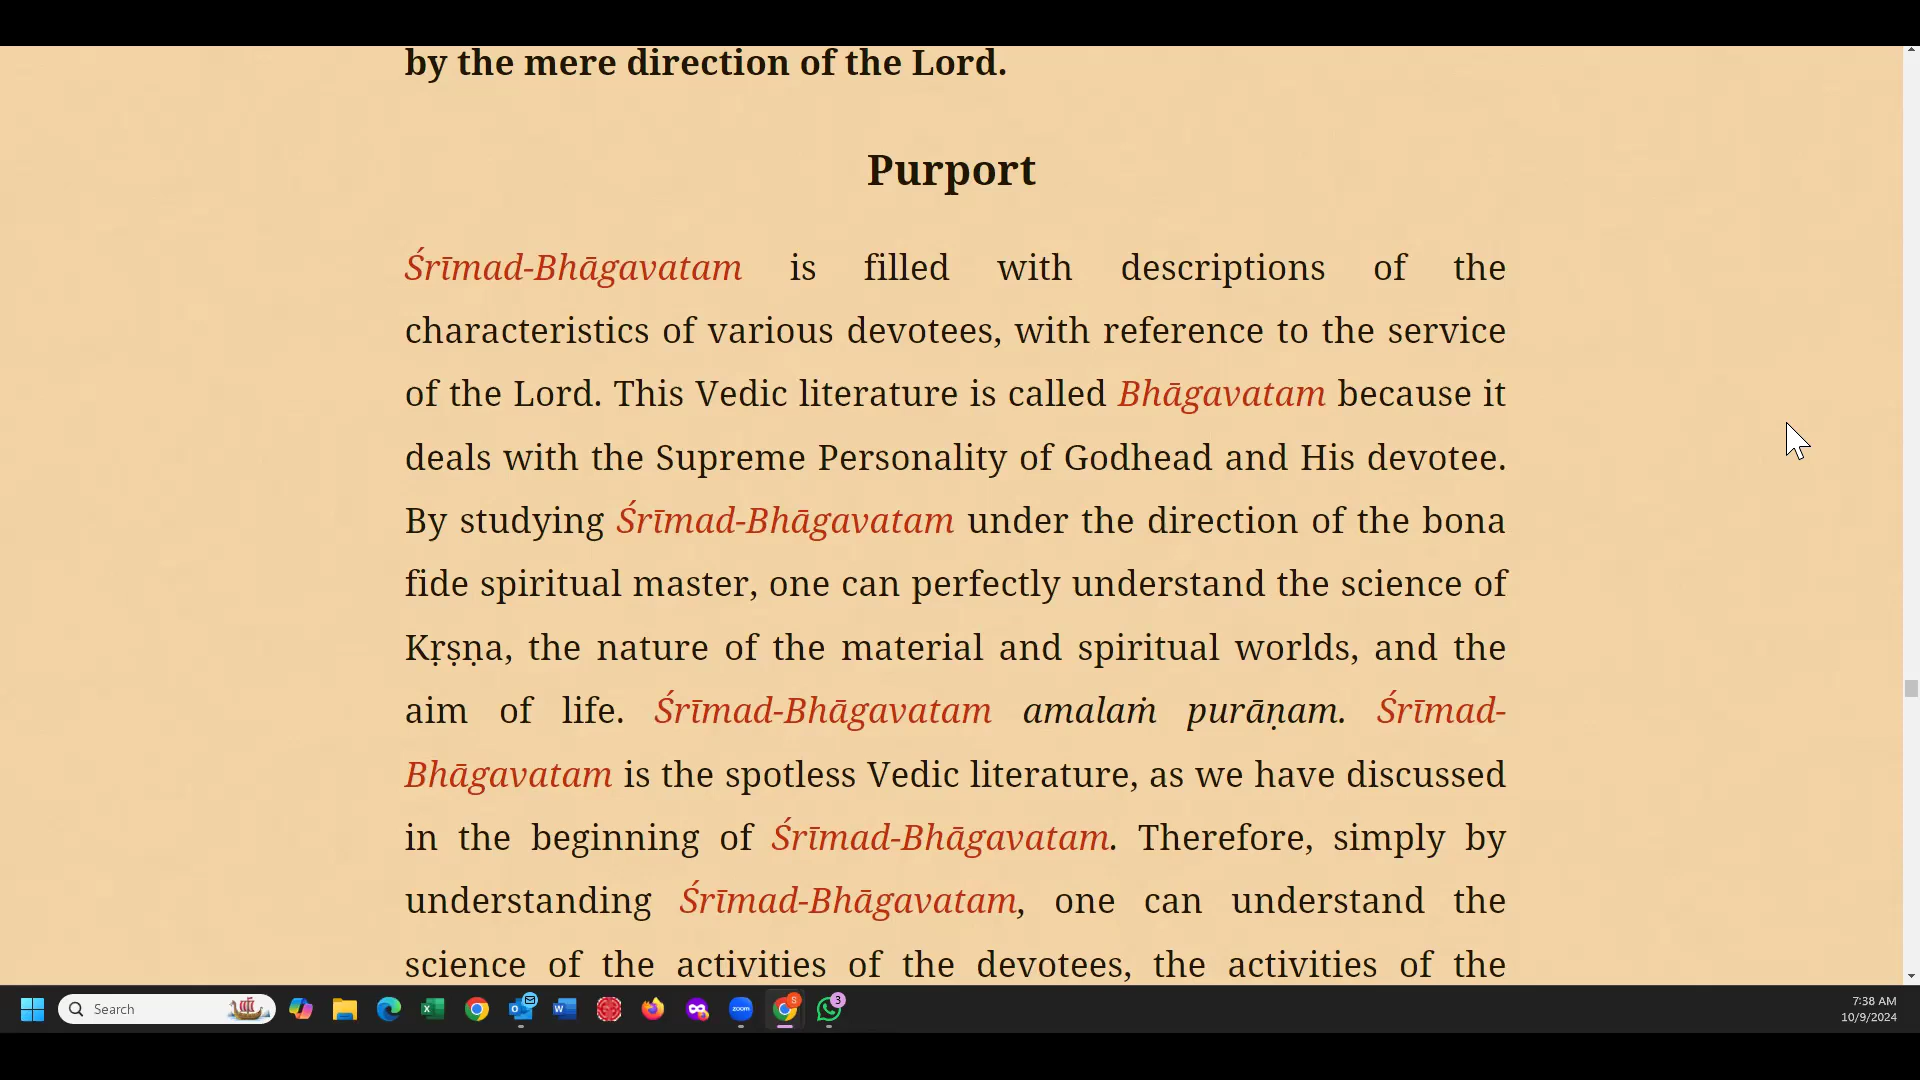 by the mere direction of the Lord.
Purport
Śrīmad-Bhāgavatam is filled with descriptions of the
characteristics of various devotees, with reference to the service
of the Lord. This Vedic literature is called Bhāgavatam because it
deals with the Supreme Personality of Godhead and His devotee.
By studying Śrīmad-Bhāgavatam under the direction of the bona
fide spiritual master, one can perfectly understand the science of
Kṛṣṇa, the nature of the material and spiritual worlds, and the
aim of life. Śrīmad-Bhāgavatam amalaṁ purāṇam. Śrīmad-
Bhāgavatam is the spotless Vedic literature, as we have discussed
in the beginning of Śrīmad-Bhāgavatam. Therefore, simply by
understanding Śrīmad-Bhāgavatam, one can understand the
science of the activities of the devotees, the activities of the
Search
zoom
S
3
7:38 AM
10/9/2024